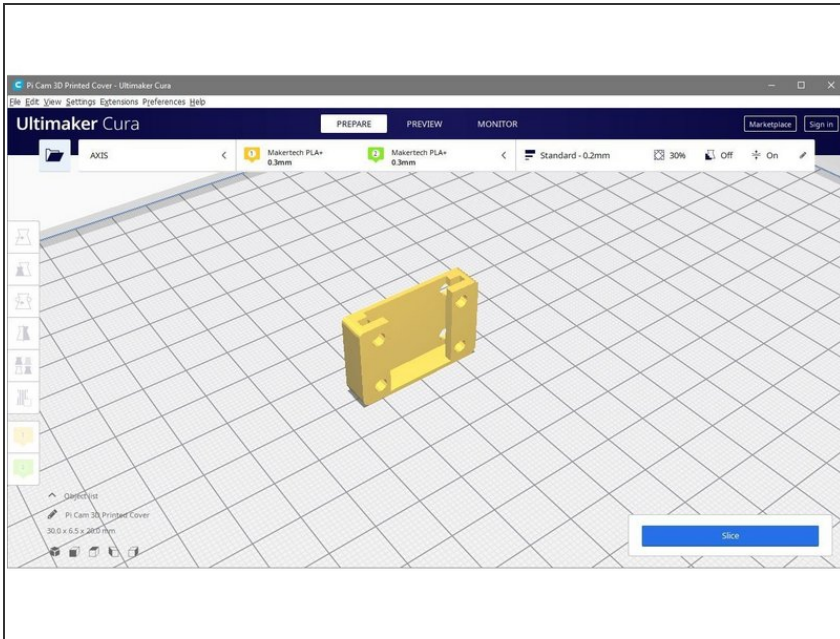 Pi Cam 3D Printed Cover - Ultimaker Cura
File Edit View Settings Extensions Preferences Help
Ultimaker Cura
PREPARE
PREVIEW
MONITOR
Marketplace
Sign in
AXIS
1
Makertech PLA+
0.3mm
2
Makertech PLA+
0.3mm
Standard - 0.2mm
30%
Off
On
Object list
Pi Cam 3D Printed Cover
30.0 x 6.5 x 20.0 mm
Slice